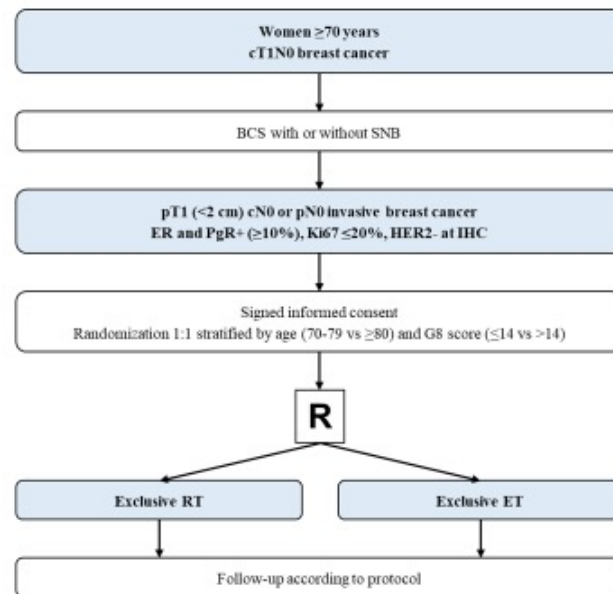 Women ≥70 years
cT1N0 breast cancer
BCS with or without SNB
pT1 (<2 cm) cN0 or pN0 invasive breast cancer
ER and PgR+ (≥10%), Ki67 ≤20%, HER2- at IHC
Signed informed consent
Randomization 1:1 stratified by age (70-79 vs ≥80) and G8 score (≤14 vs >14)
R
Exclusive RT
Exclusive ET
Follow-up according to protocol